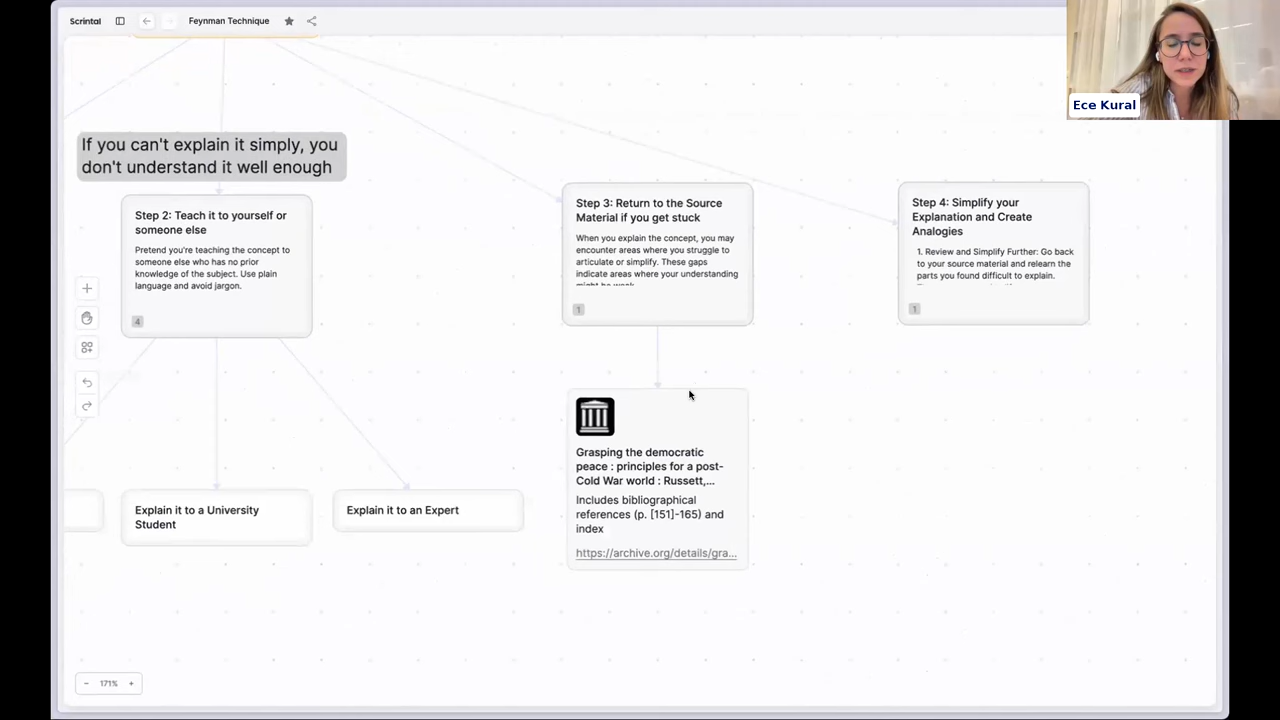 Scrintal
Feynman Technique
Ece Kural
If you can't explain it simply, you
don't understand it well enough
Step 2: Teach it to yourself or
someone else
Pretend you're teaching the concept to
someone else who has no prior
knowledge of the subject. Use plain
language and avoid jargon.
4
Step 3: Return to the Source
Material if you get stuck
When you explain the concept, you may
encounter areas where you struggle to
articulate or simplify. These gaps
indicate areas where your understanding
might be weak.
1
Step 4: Simplify your
Explanation and Create
Analogies
1. Review and Simplify Further: Go back
to your source material and relearn the
parts you found difficult to explain.
1
Grasping the democratic
peace : principles for a post-
Cold War world : Russett,...
Includes bibliographical
references (p. [151]-165) and
index
https://archive.org/details/gra...
Explain it to a University
Student
Explain it to an Expert
− 171% +